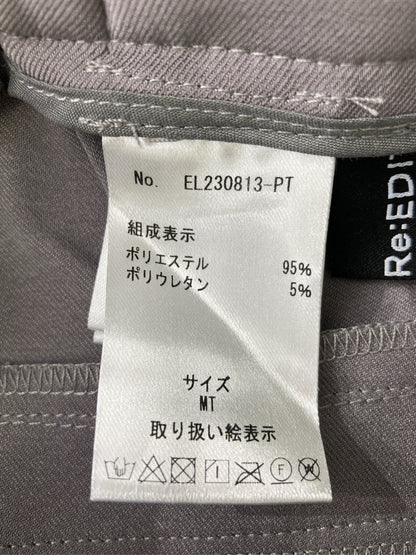 No. EL230813-PT
組成表示
ポリエステル 95%
ポリウレタン 5%
サイズ
MT
取り扱い絵表示
F W
Re:EDI